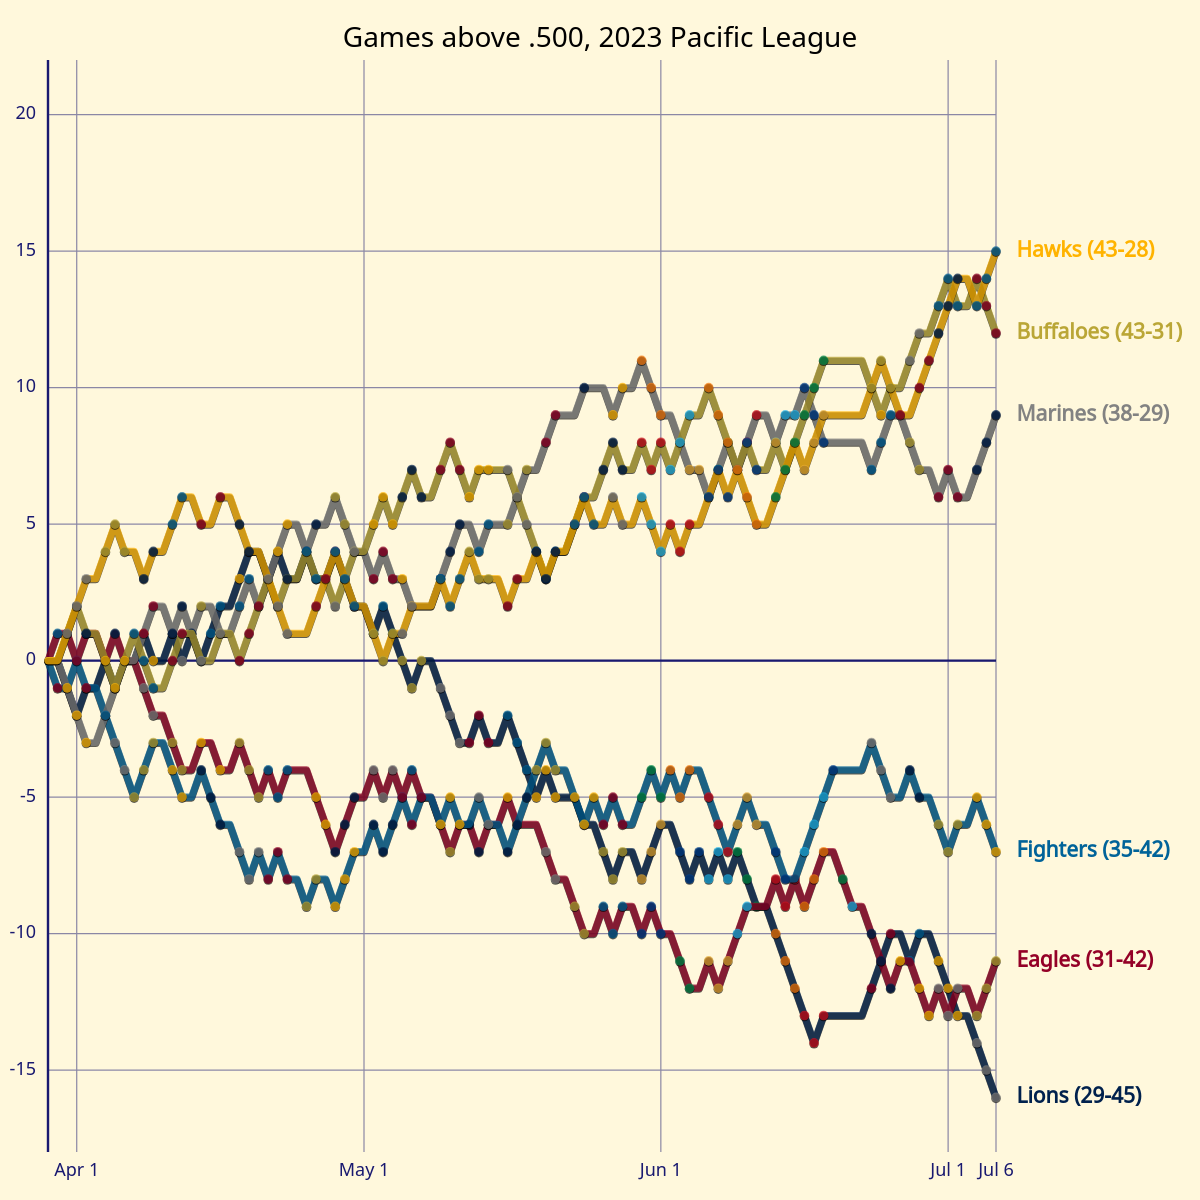 Games above .500, 2023 Pacific League
20
15
10
5
0
-5
-10
-15
Hawks (43-28)
Buffaloes (43-31)
Marines (38-29)
Fighters (35-42)
Eagles (31-42)
Lions (29-45)
Apr 1 May 1 Jun 1 Jul 1 Jul 6